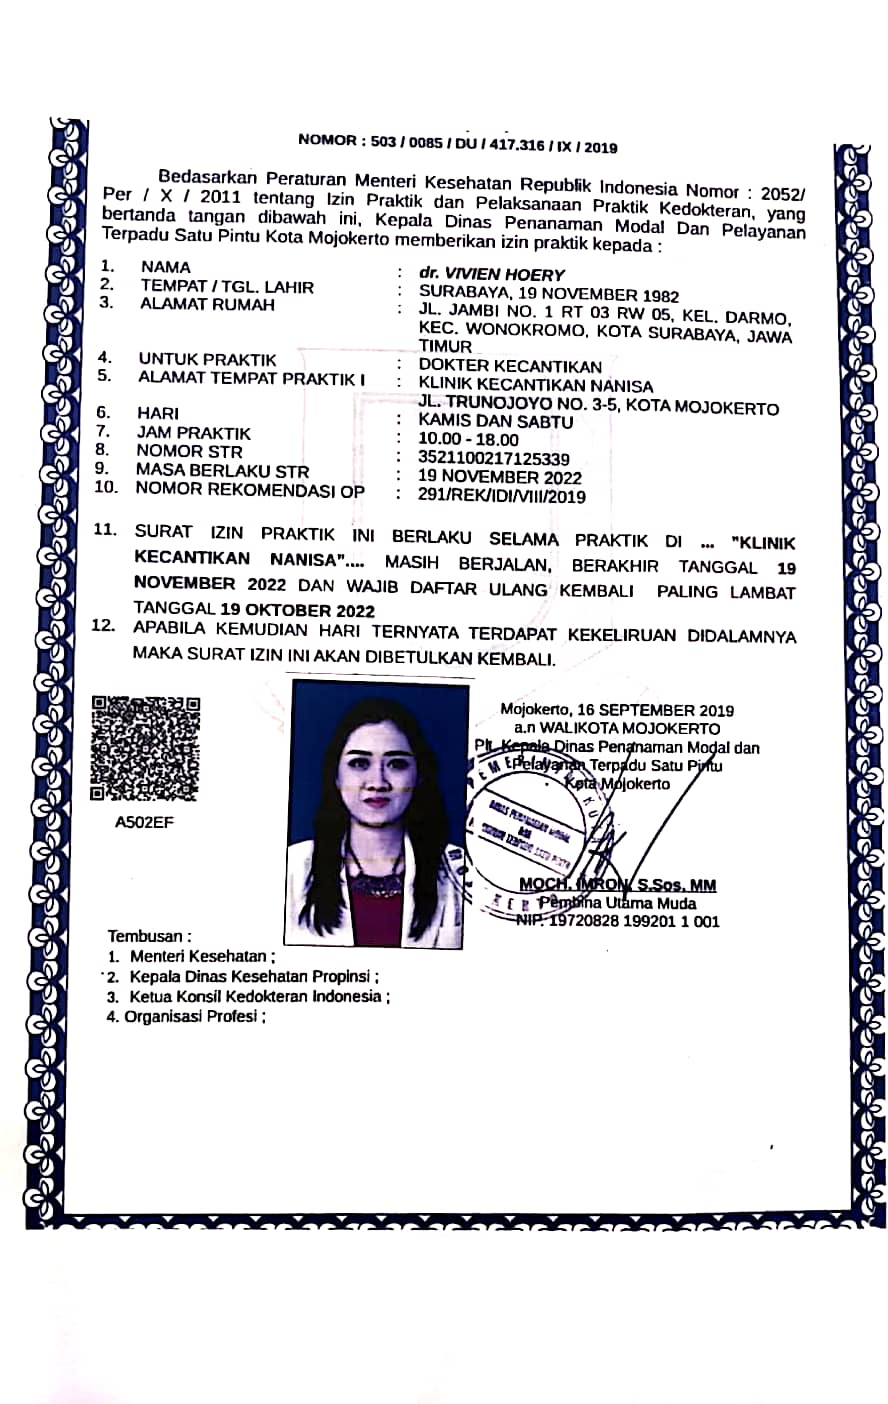 NOMOR : 503 / 0085 / DU / 417.316 / IX / 2019
Bedasarkan Peraturan Menteri Kesehatan Republik Indonesia Nomor : 2052/
Per / X / 2011 tentang Izin Praktik dan Pelaksanaan Praktik Kedokteran, yang
bertanda tangan dibawah ini, Kepala Dinas Penanaman Modal Dan Pelayanan
Terpadu Satu Pintu Kota Mojokerto memberikan izin praktik kepada :
1. NAMA : dr. VIVIEN HOERY
2. TEMPAT / TGL. LAHIR : SURABAYA, 19 NOVEMBER 1982
3. ALAMAT RUMAH : JL. JAMBI NO. 1 RT 03 RW 05, KEL. DARMO,
KEC. WONOKROMO, KOTA SURABAYA, JAWA
TIMUR
4. UNTUK PRAKTIK : DOKTER KECANTIKAN
5. ALAMAT TEMPAT PRAKTIK I : KLINIK KECANTIKAN NANISA
JL. TRUNOJOYO NO. 3-5, KOTA MOJOKERTO
6. HARI : KAMIS DAN SABTU
7. JAM PRAKTIK : 10.00 - 18.00
8. NOMOR STR : 3521100217125339
9. MASA BERLAKU STR : 19 NOVEMBER 2022
10. NOMOR REKOMENDASI OP : 291/REK/IDI/VIII/2019
11. SURAT IZIN PRAKTIK INI BERLAKU SELAMA PRAKTIK DI ... "KLINIK
KECANTIKAN NANISA".... MASIH BERJALAN, BERAKHIR TANGGAL 19
NOVEMBER 2022 DAN WAJIB DAFTAR ULANG KEMBALI PALING LAMBAT
TANGGAL 19 OKTOBER 2022
12. APABILA KEMUDIAN HARI TERNYATA TERDAPAT KEKELIRUAN DIDALAMNYA
MAKA SURAT IZIN INI AKAN DIBETULKAN KEMBALI.
A502EF
Mojokerto, 16 SEPTEMBER 2019
a.n WALIKOTA MOJOKERTO
Plt. Kepala Dinas Penanaman Modal dan
Pelayanan Terpadu Satu Pintu
Kota Mojokerto
DINAS PENANAMAN MODAL
DAN
MOCH. IMRON, S.Sos, MM
Pembina Utama Muda
NIP. 19720828 199201 1 001
Tembusan :
1. Menteri Kesehatan ;
2. Kepala Dinas Kesehatan Propinsi ;
3. Ketua Konsil Kedokteran Indonesia ;
4. Organisasi Profesi ;